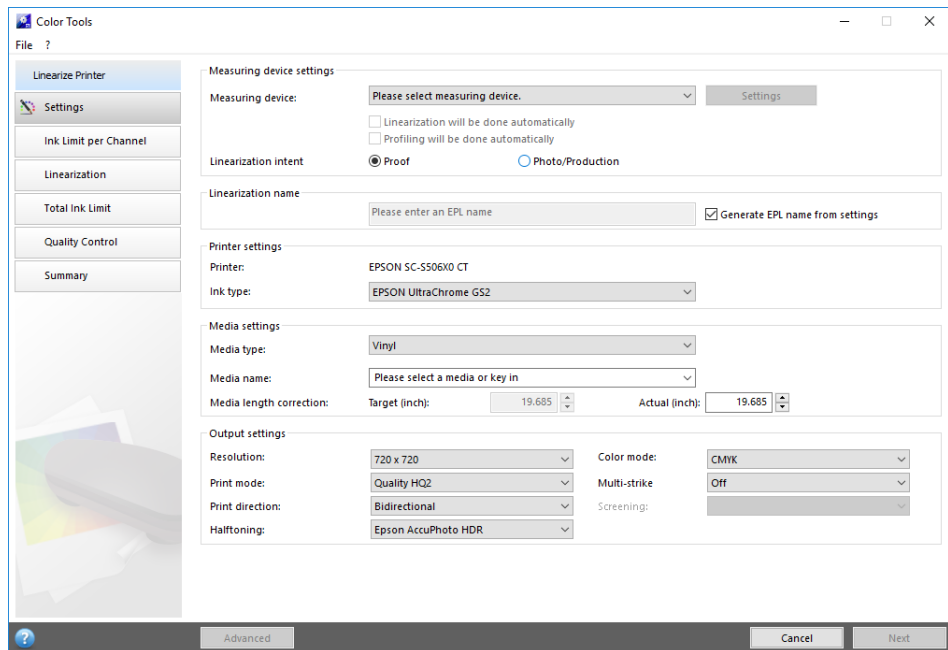 Color Tools
File ?
Linearize Printer
Settings
Ink Limit per Channel
Linearization
Total Ink Limit
Quality Control
Summary
Measuring device settings
Measuring device: Please select measuring device. Settings
Linearization will be done automatically
Profiling will be done automatically
Linearization intent Proof Photo/Production
Linearization name
Please enter an EPL name Generate EPL name from settings
Printer settings
Printer: EPSON SC-S506X0 CT
Ink type: EPSON UltraChrome GS2
Media settings
Media type: Vinyl
Media name: Please select a media or key in
Media length correction: Target (inch): 19.685 Actual (inch): 19.685
Output settings
Resolution: 720 x 720 Color mode: CMYK
Print mode: Quality HQ2 Multi-strike Off
Print direction: Bidirectional Screening:
Halftoning: Epson AccuPhoto HDR
? Advanced Cancel Next